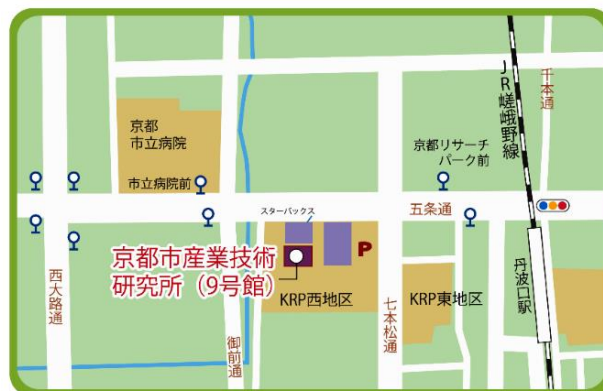 京都
市立病院
市立病院前
JR嵯峨野線
千本通
京都リサーチ
パーク前
スターバックス
五条通
京都市産業技術
研究所（9号館）
P
KRP西地区
KRP東地区
西大路通
御前通
七本松通
丹波口駅